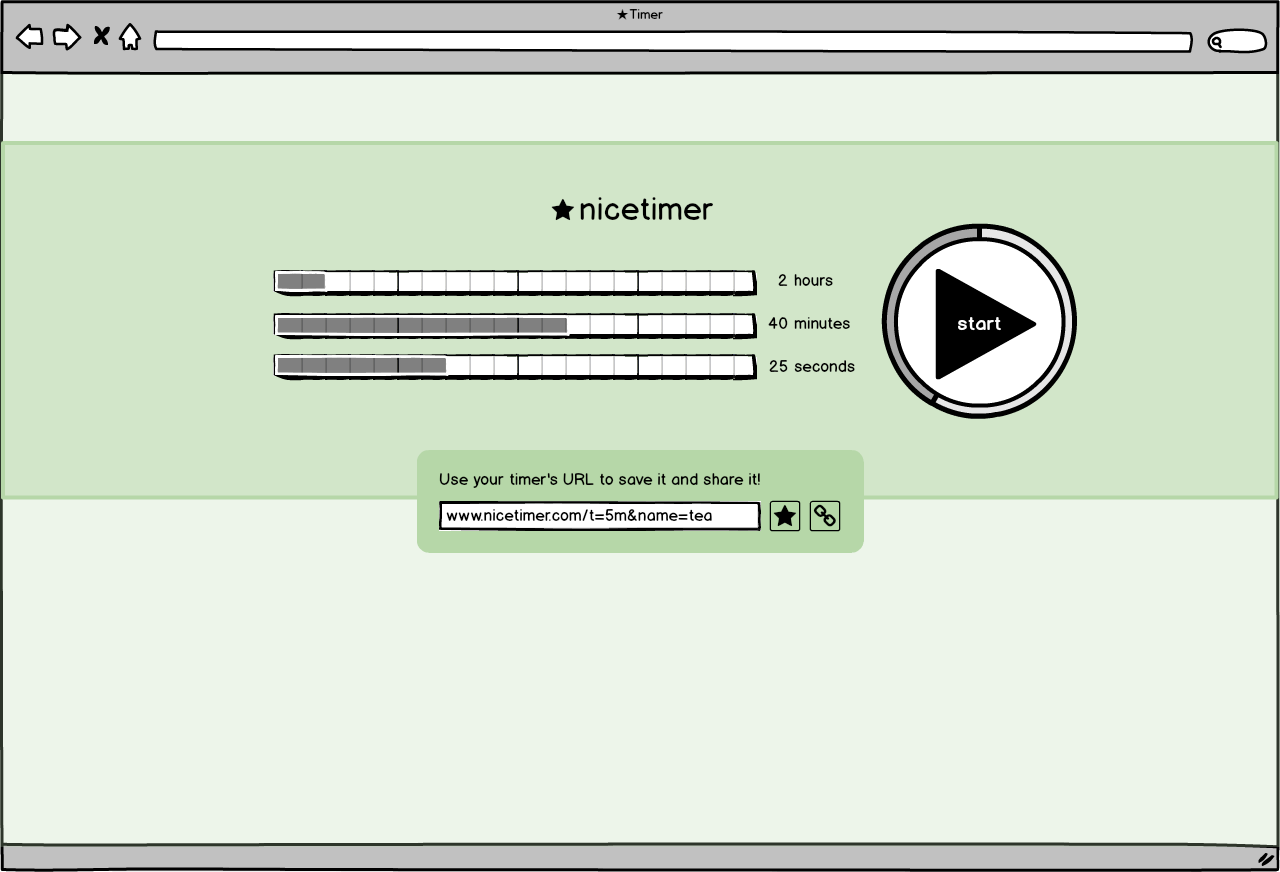 ★Timer
★nicetimer
2 hours
40 minutes
25 seconds
start
Use your timer's URL to save it and share it!
www.nicetimer.com/t=5m&name=tea